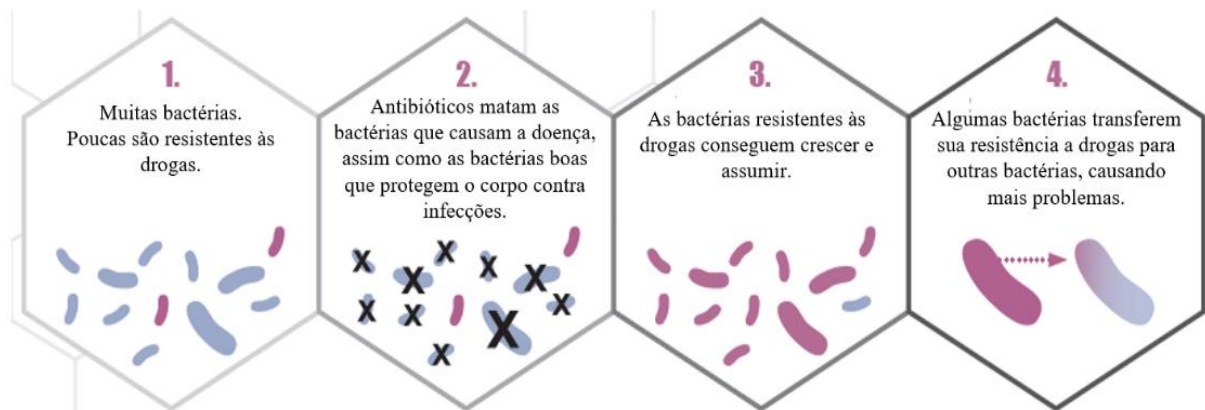 1.
Muitas bactérias.
Poucas são resistentes às
drogas.
2.
Antibióticos matam as
bactérias que causam a doença,
assim como as bactérias boas
que protegem o corpo contra
infecções.
X X X X X X X X X X
3.
As bactérias resistentes às
drogas conseguem crescer e
assumir.
4.
Algumas bactérias transferem
sua resistência a drogas para
outras bactérias, causando
mais problemas.